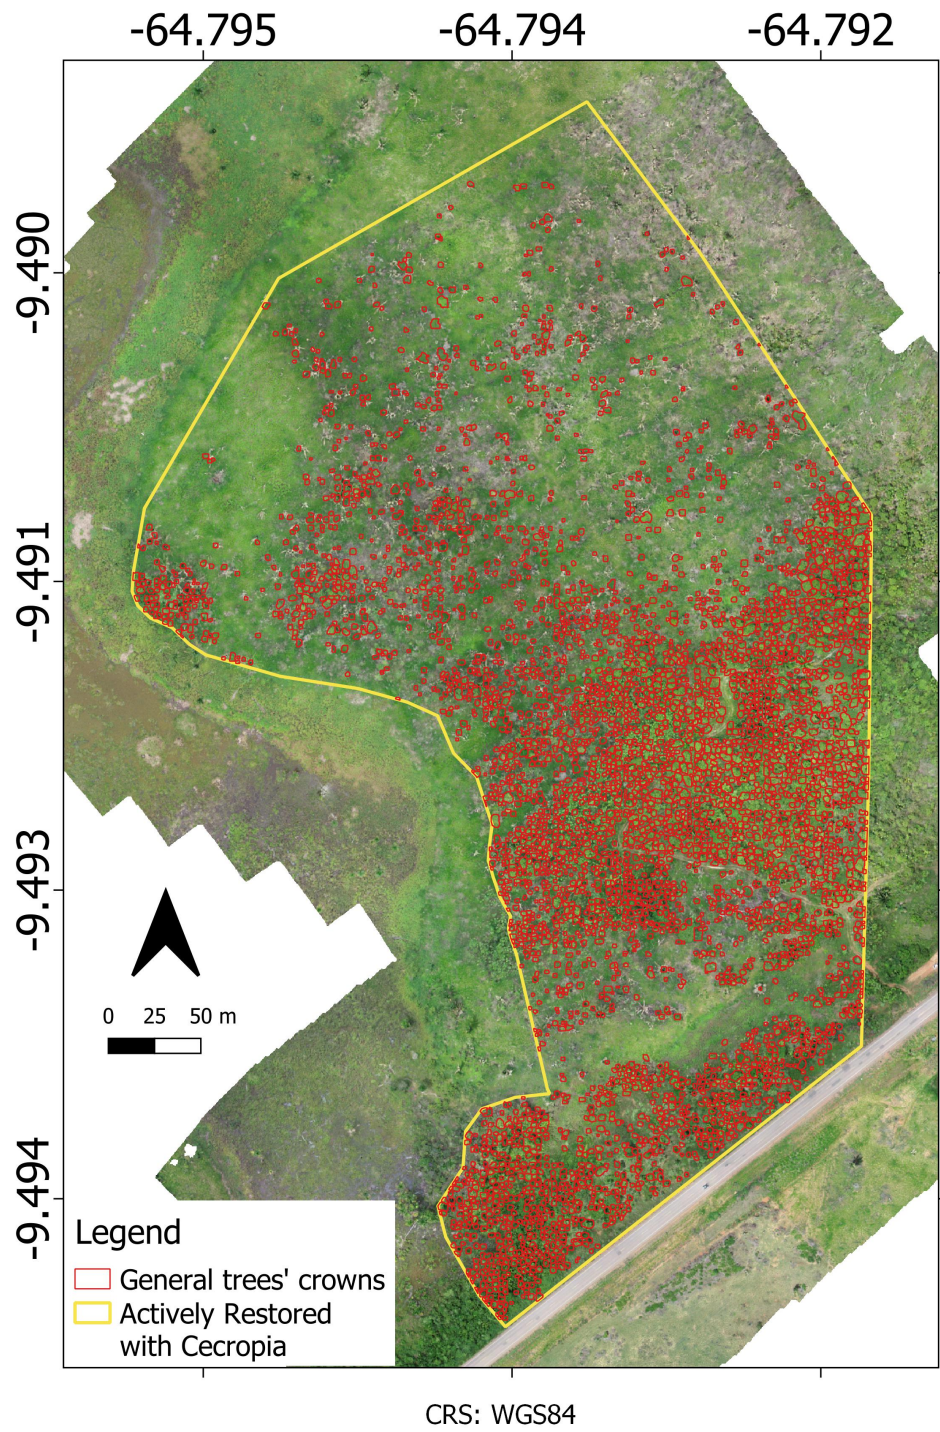 -64.795 -64.794 -64.792
-9.490
-9.491
-9.493
-9.494
0 25 50 m
Legend
General trees' crowns
Actively Restored
with Cecropia
CRS: WGS84